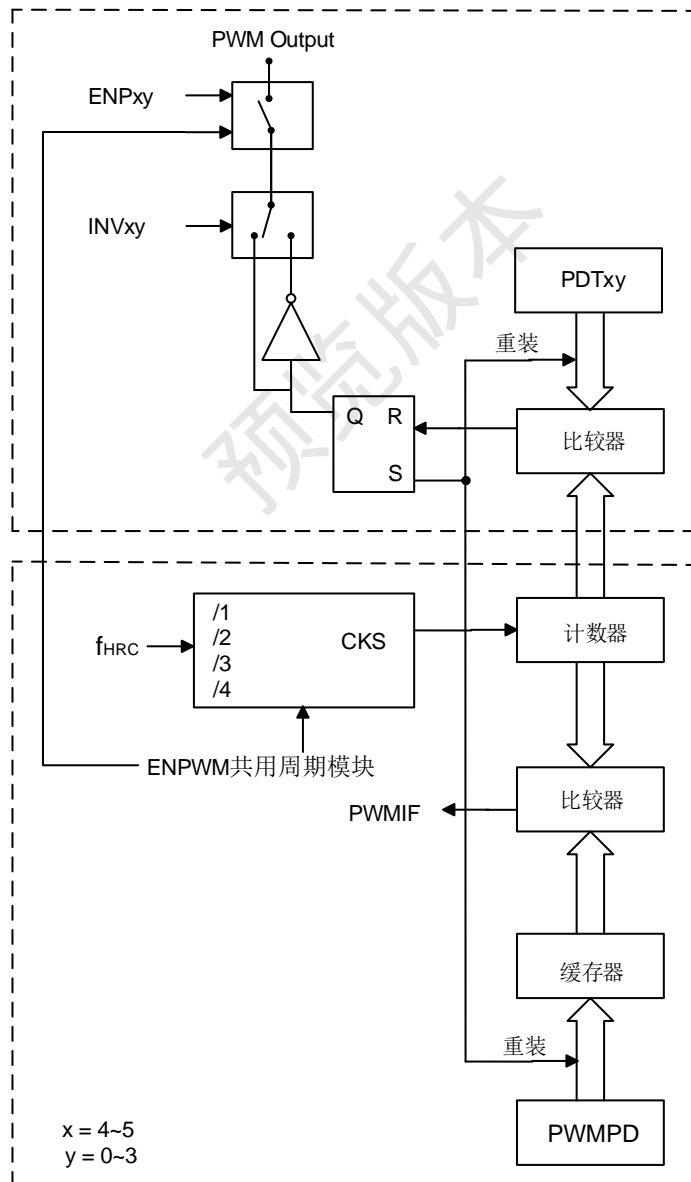 PWM Output
ENPxy
INVxy
PDTxy
重装
Q R
S
比较器
预览版本
/1
/2
/3
/4
CKS
fHRC
计数器
ENPWM共用周期模块
PWMIF
比较器
缓存器
重装
PWMPD
x = 4~5
y = 0~3